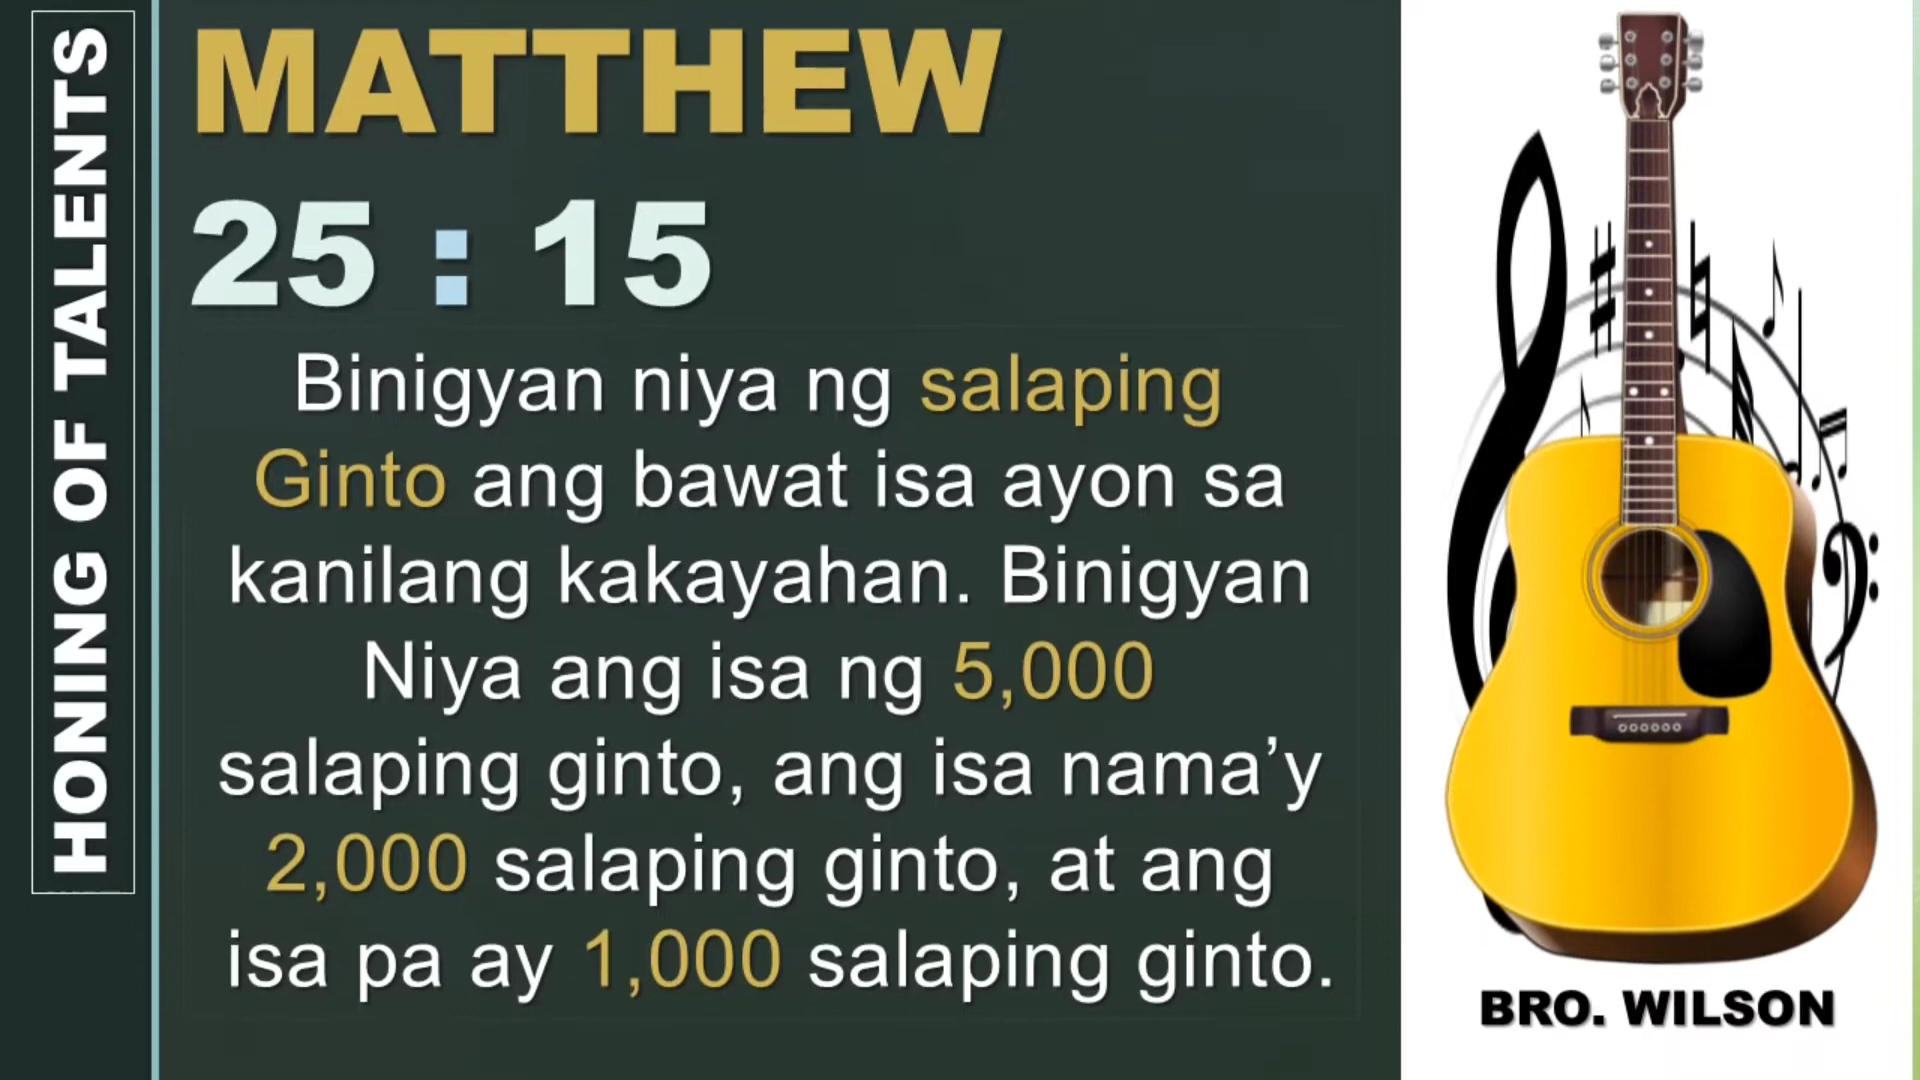 HONING OF TALENTS
MATTHEW
25 : 15
Binigyan niya ng salaping
Ginto ang bawat isa ayon sa
kanilang kakayahan. Binigyan
Niya ang isa ng 5,000
salaping ginto, ang isa nama’y
2,000 salaping ginto, at ang
isa pa ay 1,000 salaping ginto.
BRO. WILSON